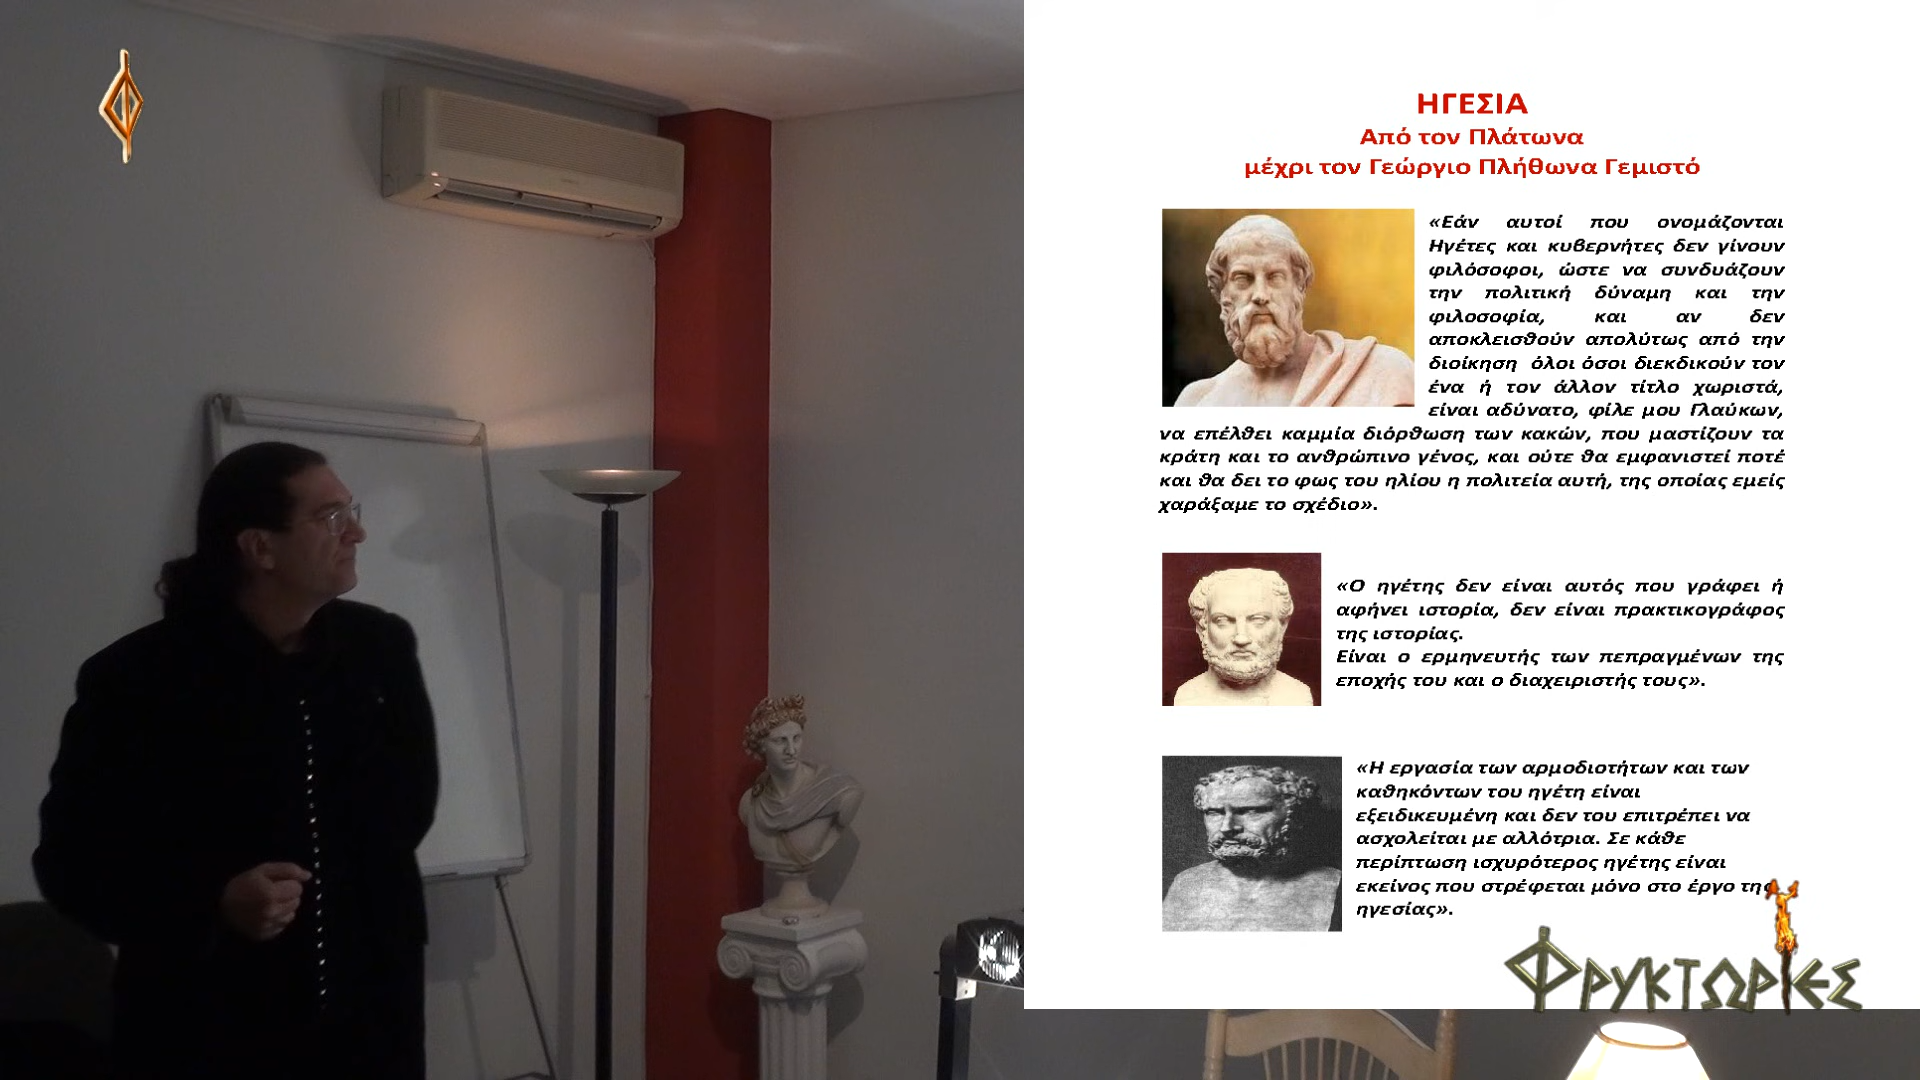 ΗΓΕΣΙΑ
Από τον Πλάτωνα
μέχρι τον Γεώργιο Πλήθωνα Γεμιστό
«Εάν αυτοί που ονομάζονται
Ηγέτες και κυβερνήτες δεν γίνουν
φιλόσοφοι, ώστε να συνδυάζουν
την πολιτική δύναμη και την
φιλοσοφία, και αν δεν
αποκλεισθούν απολύτως από την
διοίκηση όλοι όσοι διεκδικούν τον
ένα ή τον άλλον τίτλο χωριστά,
είναι αδύνατο, φίλε μου Γλαύκων,
να επέλθει καμμία διόρθωση των κακών, που μαστίζουν τα
κράτη και το ανθρώπινο γένος, και ούτε θα εμφανιστεί ποτέ
και θα δει το φως του ηλίου η πολιτεία αυτή, της οποίας εμείς
χαράξαμε το σχέδιο».
«Ο ηγέτης δεν είναι αυτός που γράφει ή
αφήνει ιστορία, δεν είναι πρακτικογράφος
της ιστορίας.
Είναι ο ερμηνευτής των πεπραγμένων της
εποχής του και ο διαχειριστής τους».
«Η εργασία των αρμοδιοτήτων και των
καθηκόντων του ηγέτη είναι
εξειδικευμένη και δεν του επιτρέπει να
ασχολείται με αλλότρια. Σε κάθε
περίπτωση ισχυρότερος ηγέτης είναι
εκείνος που στρέφεται μόνο στο έργο της
ηγεσίας».
ΦΡΥΚΤΩΡΙΕΣ